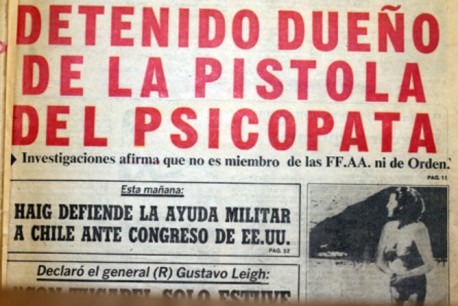 DETENIDO DUEÑO
DE LA PISTOLA
DEL PSICOPATA
Investigaciones afirma que no es miembro de las FF.AA. ni de Orden.
PAG. 11
Esta mañana:
HAIG DEFIENDE LA AYUDA MILITAR
A CHILE ANTE CONGRESO DE EE.UU.
Declaró el general (R) Gustavo Leigh:
SOLO ESTUVE